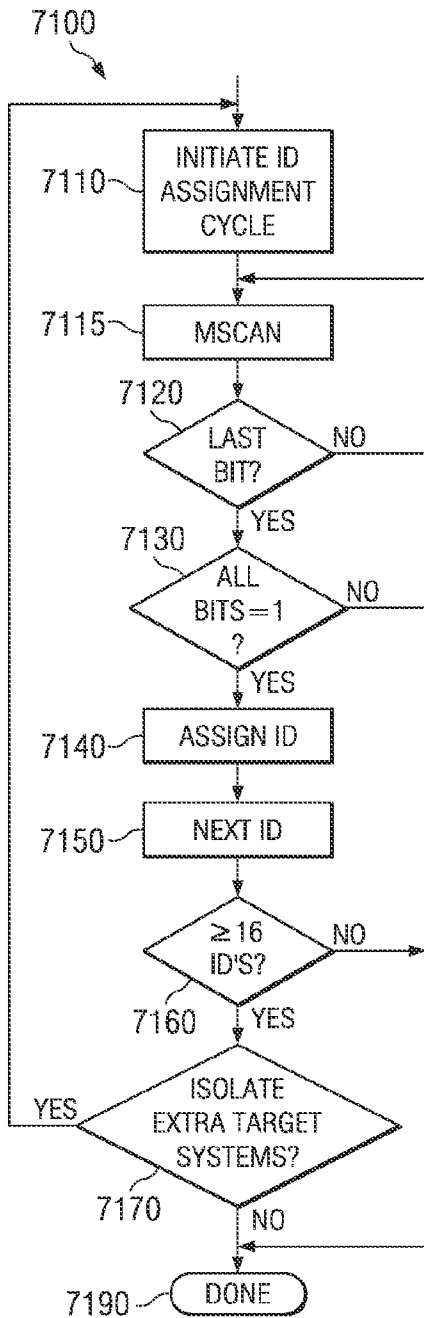 7100
7110
INITIATE ID
ASSIGNMENT
CYCLE
7115
MSCAN
7120
LAST
BIT?
NO
YES
7130
ALL
BITS=1
?
NO
YES
7140
ASSIGN ID
7150
NEXT ID
≥ 16
ID'S?
NO
7160
YES
YES
ISOLATE
EXTRA TARGET
SYSTEMS?
7170
NO
7190
DONE